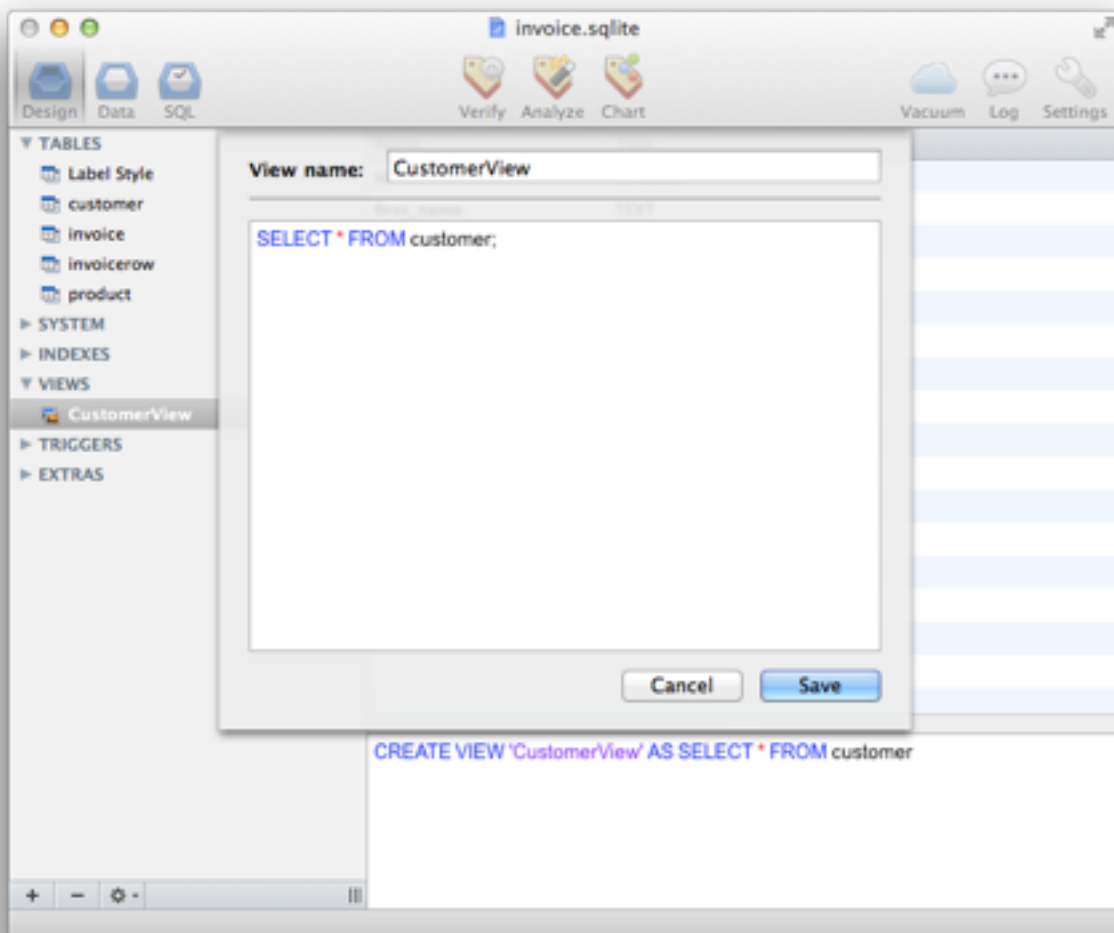 invoice.sqlite
Design Data SQL Verify Analyze Chart Vacuum Log Settings
TABLES
Label Style
customer
invoice
invoicerow
product
SYSTEM
INDEXES
VIEWS
CustomerView
TRIGGERS
EXTRAS
View name: CustomerView
first_name TEXT
SELECT * FROM customer;
Cancel Save
CREATE VIEW 'CustomerView' AS SELECT * FROM customer